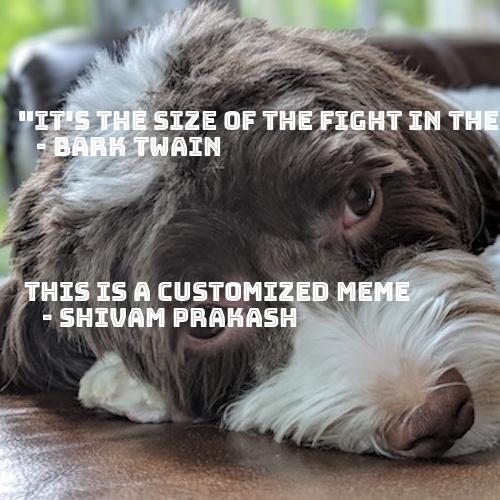 "IT'S THE SIZE OF THE FIGHT IN THE
- BARK TWAIN
THIS IS A CUSTOMIZED MEME
- SHIVAM PRAKASH